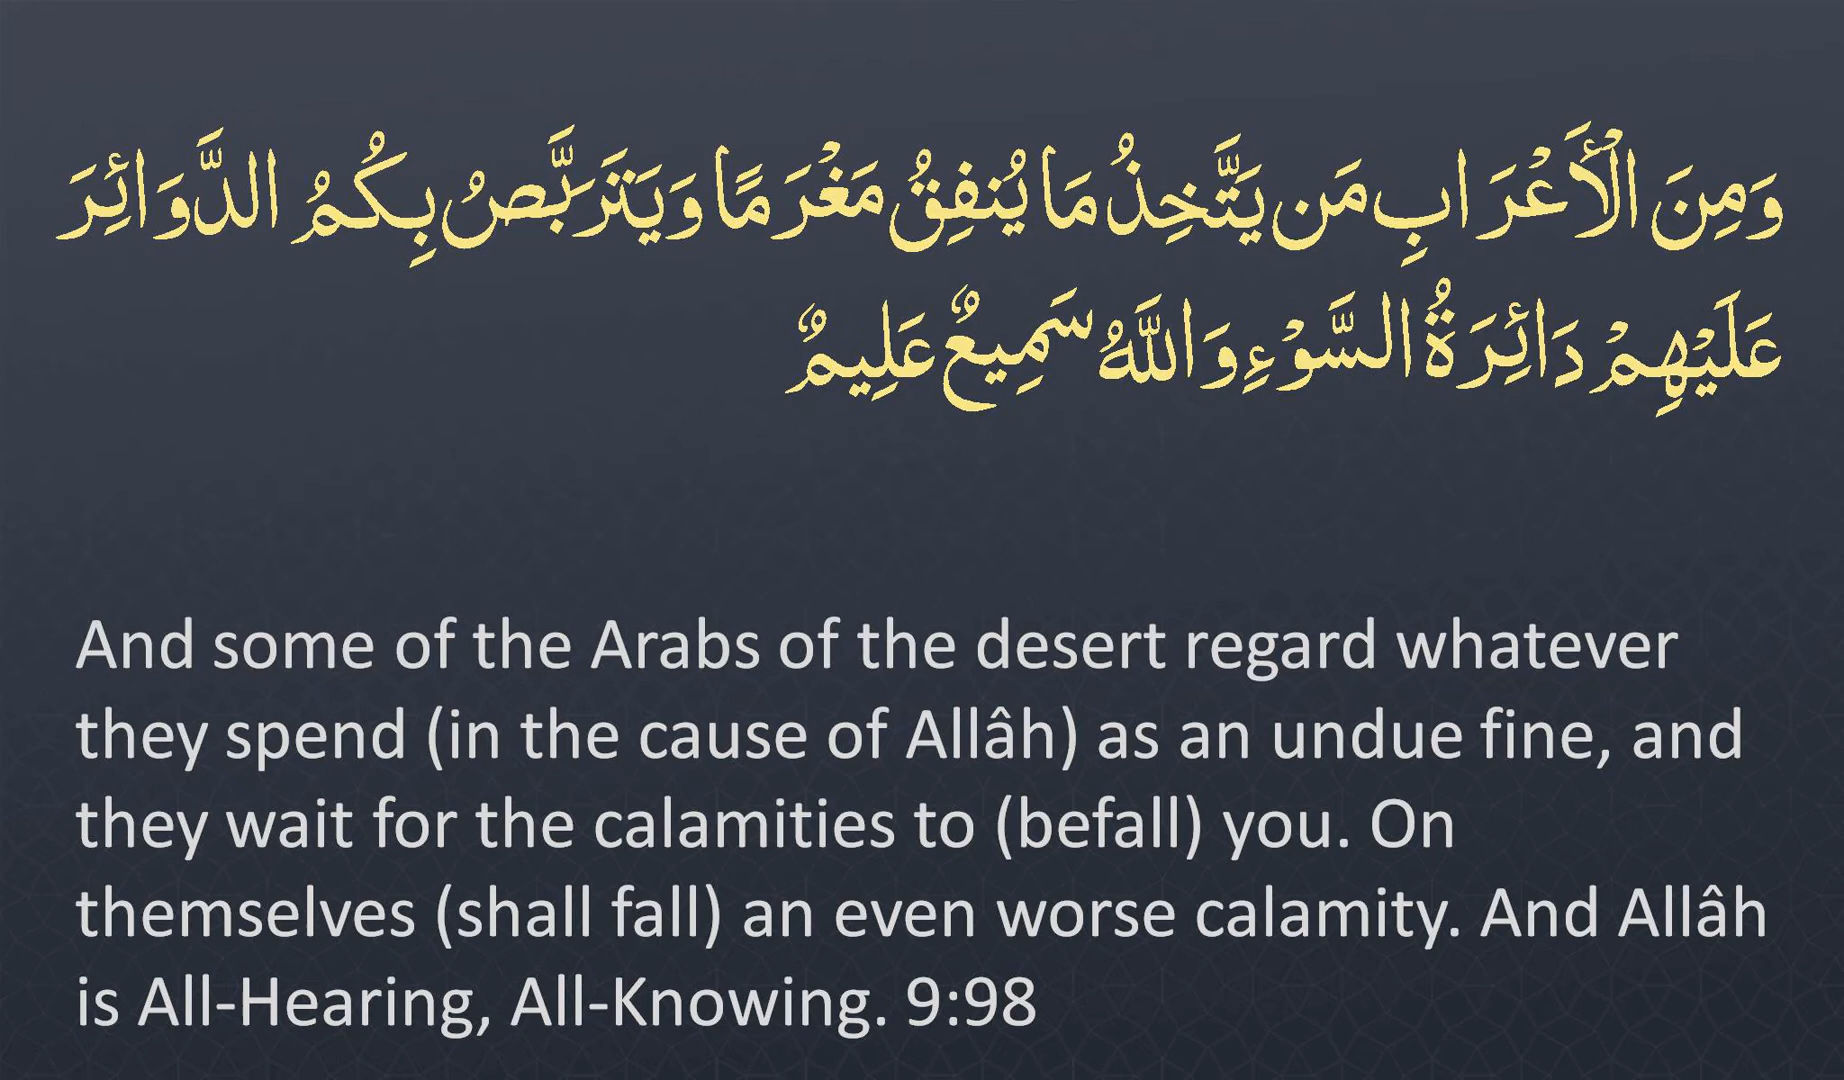 وَمِنَ الْأَعْرَابِ مَن يَتَّخِذُ مَا يُنفِقُ مَغْرَمًا وَيَتَرَبَّصُ بِكُمُ الدَّوَائِرَ
عَلَيْهِمْ دَائِرَةُ السَّوْءِ وَاللَّهُ سَمِيعٌ عَلِيمٌ
And some of the Arabs of the desert regard whatever
they spend (in the cause of Allâh) as an undue fine, and
they wait for the calamities to (befall) you. On
themselves (shall fall) an even worse calamity. And Allâh
is All-Hearing, All-Knowing. 9:98